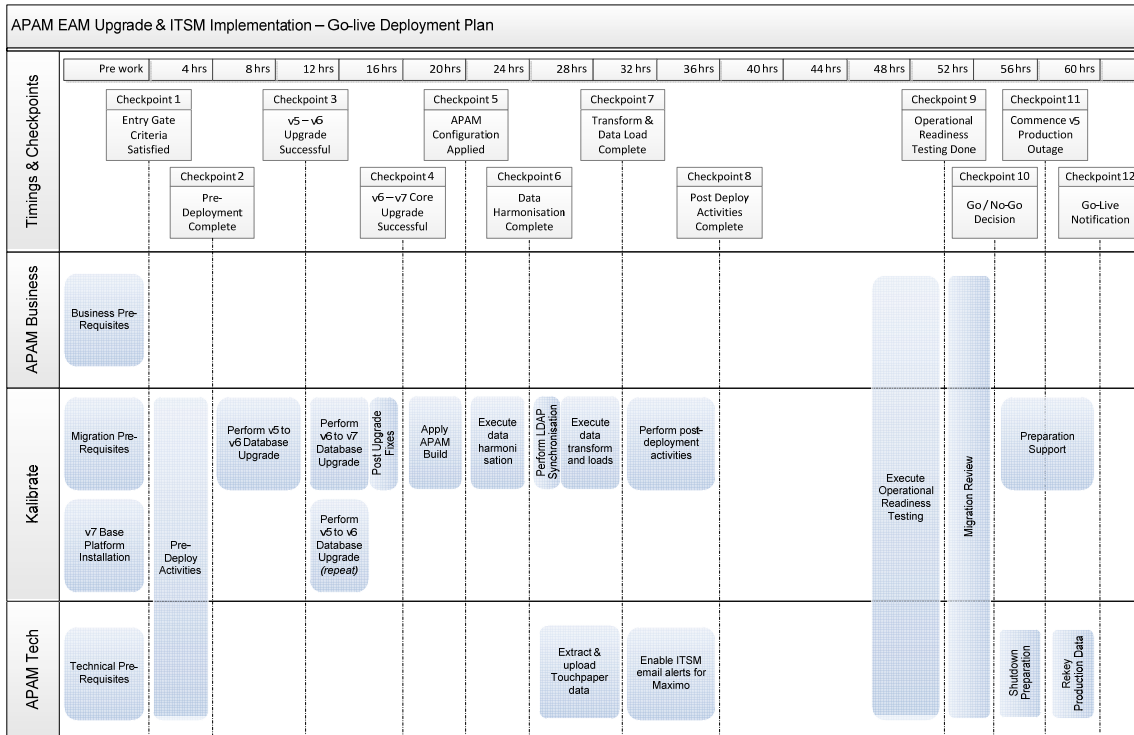 APAM EAM Upgrade & ITSM Implementation – Go-live Deployment Plan
Timings & Checkpoints
Pre work
4 hrs
8 hrs
12 hrs
16 hrs
20 hrs
24 hrs
28 hrs
32 hrs
36 hrs
40 hrs
44 hrs
48 hrs
52 hrs
56 hrs
60 hrs
Checkpoint 1
Entry Gate
Criteria
Satisfied
Checkpoint 3
v5 – v6
Upgrade
Successful
Checkpoint 5
APAM
Configuration
Applied
Checkpoint 7
Transform &
Data Load
Complete
Checkpoint 9
Operational
Readiness
Testing Done
Checkpoint 11
Commence v5
Production
Outage
Checkpoint 2
Pre-
Deployment
Complete
Checkpoint 4
v6 – v7 Core
Upgrade
Successful
Checkpoint 6
Data
Harmonisation
Complete
Checkpoint 8
Post Deploy
Activities
Complete
Checkpoint 10
Go / No-Go
Decision
Checkpoint 12
Go-Live
Notification
APAM Business
Business Pre-
Requisites
Kalibrate
Migration Pre-
Requisites
Perform v5 to
v6 Database
Upgrade
Perform
v6 to v7
Database
Upgrade
Post Upgrade
Fixes
Apply
APAM
Build
Execute
data
harmoni
sation
Perform LDAP
Synchronisation
Execute
data
transform
and loads
Perform post-
deployment
activities
Preparation
Support
v7 Base
Platform
Installation
Pre-
Deploy
Activities
Perform
v5 to v6
Database
Upgrade
(repeat)
Execute
Operational
Readiness
Testing
Migration Review
APAM Tech
Technical Pre-
Requisites
Extract &
upload
Touchpaper
data
Enable ITSM
email alerts for
Maximo
Shutdown
Preparation
Rekey
Production Data